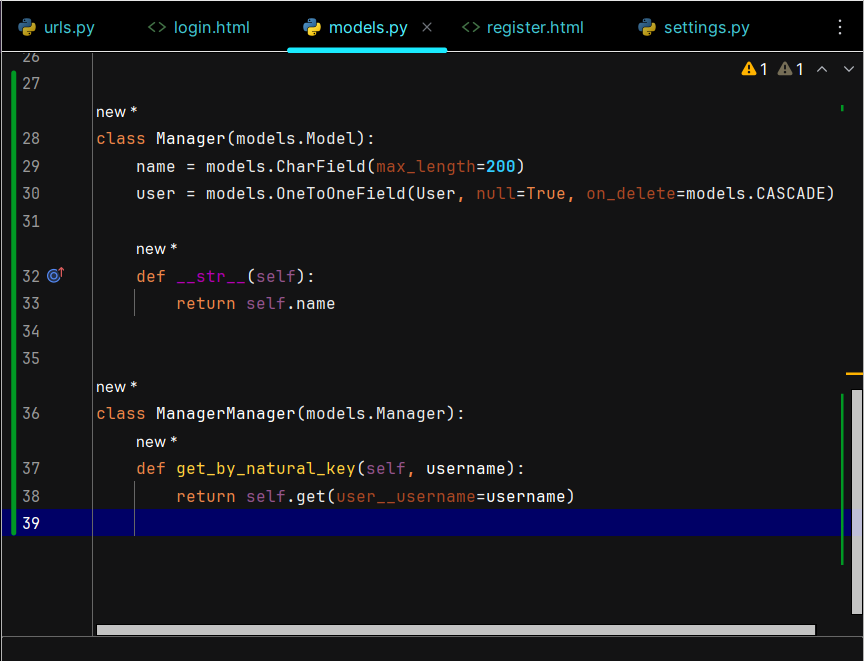 urls.py <> login.html models.py × <> register.html settings.py
26
27 1 1
new *
28 class Manager(models.Model):
29 name = models.CharField(max_length=200)
30 user = models.OneToOneField(User, null=True, on_delete=models.CASCADE)
31
new *
32 def __str__(self):
33 return self.name
34
35
new *
36 class ManagerManager(models.Manager):
new *
37 def get_by_natural_key(self, username):
38 return self.get(user__username=username)
39